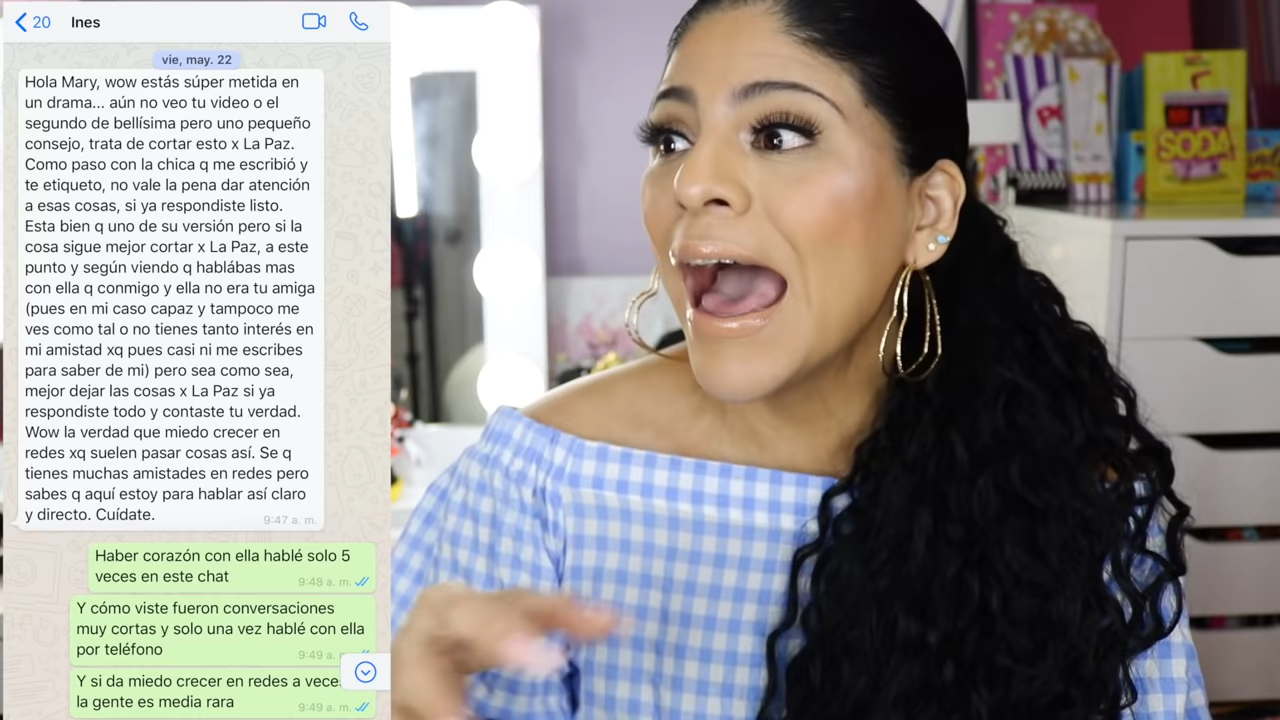 20
Ines
vie, may. 22
Hola Mary, wow estás súper metida en
un drama... aún no veo tu video o el
segundo de bellísima pero uno pequeño
consejo, trata de cortar esto x La Paz.
Como paso con la chica q me escribió y
te etiqueto, no vale la pena dar atención
a esas cosas, si ya respondiste listo.
Esta bien q uno de su versión pero si la
cosa sigue mejor cortar x La Paz, a este
punto y según viendo q hablábas mas
con ella q conmigo y ella no era tu amiga
(pues en mi caso capaz y tampoco me
ves como tal o no tienes tanto interés en
mi amistad xq pues casi ni me escribes
para saber de mi) pero sea como sea,
mejor dejar las cosas x La Paz si ya
respondiste todo y contaste tu verdad.
Wow la verdad que miedo crecer en
redes xq suelen pasar cosas así. Se q
tienes muchas amistades en redes pero
sabes q aquí estoy para hablar así claro
y directo. Cuídate.
9:47 a. m.
Haber corazón con ella hablé solo 5
veces en este chat
9:48 a. m.
Y cómo viste fueron conversaciones
muy cortas y solo una vez hablé con ella
por teléfono
9:49 a.
Y si da miedo crecer en redes a vece
la gente es media rara
9:49 a. m.
SODA